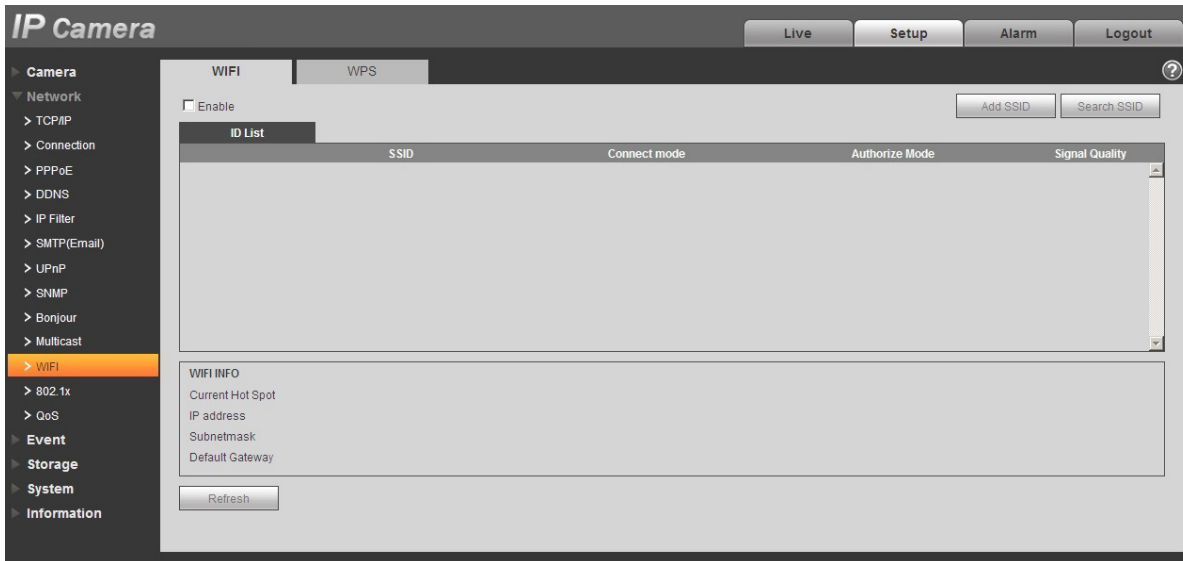 IP Camera
Live Setup Alarm Logout
Camera
Network
> TCP/IP
> Connection
> PPPoE
> DDNS
> IP Filter
> SMTP(Email)
> UPnP
> SNMP
> Bonjour
> Multicast
> WIFI
> 802.1x
> QoS
Event
Storage
System
Information
WIFI WPS
?
Enable Add SSID Search SSID
ID List
SSID Connect mode Authorize Mode Signal Quality
WIFI INFO
Current Hot Spot
IP address
Subnetmask
Default Gateway
Refresh